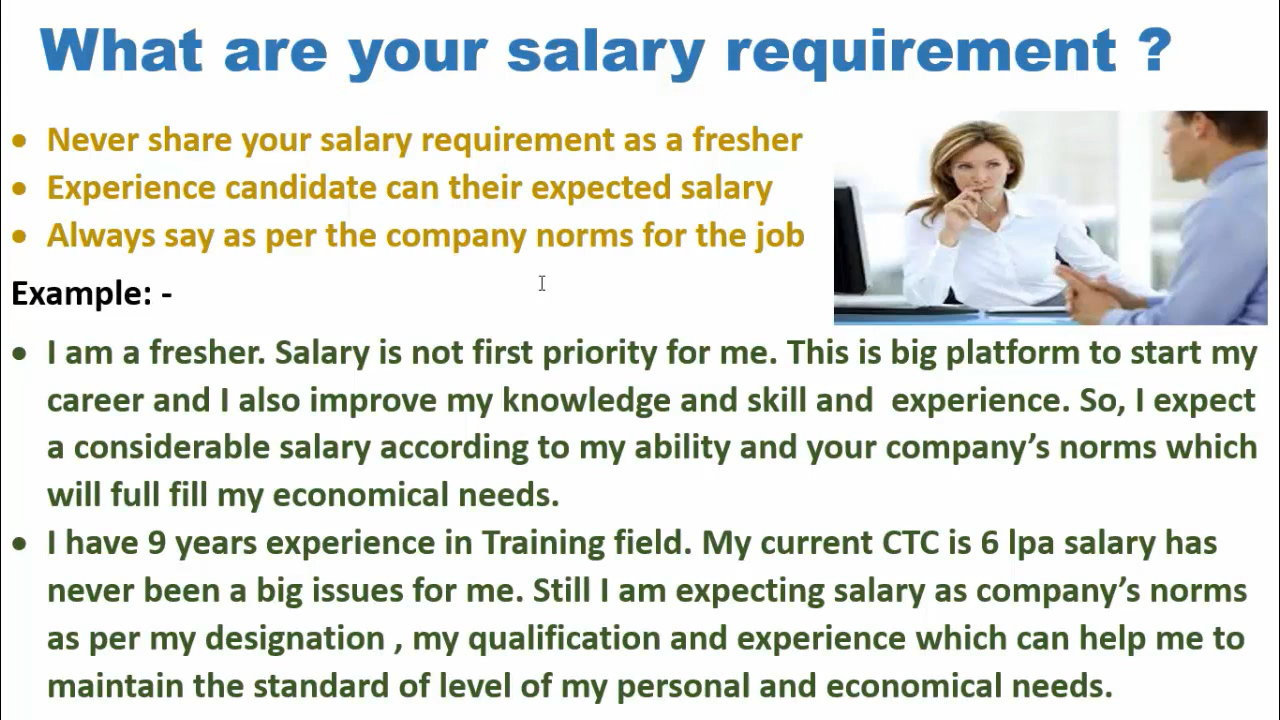 What are your salary requirement ?
• Never share your salary requirement as a fresher
• Experience candidate can their expected salary
• Always say as per the company norms for the job
Example: -
• I am a fresher. Salary is not first priority for me. This is big platform to start my
career and I also improve my knowledge and skill and  experience. So, I expect
a considerable salary according to my ability and your company’s norms which
will full fill my economical needs.
• I have 9 years experience in Training field. My current CTC is 6 lpa salary has
never been a big issues for me. Still I am expecting salary as company’s norms
as per my designation , my qualification and experience which can help me to
maintain the standard of level of my personal and economical needs.